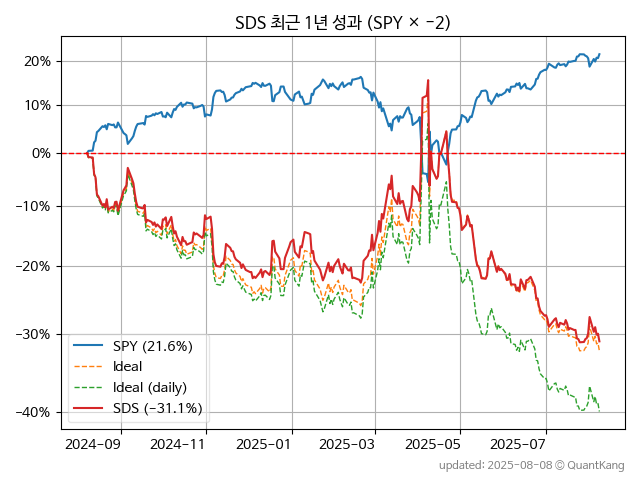 SDS 최근 1년 성과 (SPY × −2)
20%
10%
0%
−10%
−20%
−30%
−40%
SPY (21.6%)
Ideal
Ideal (daily)
SDS (−31.1%)
2024-09
2024-11
2025-01
2025-03
2025-05
2025-07
updated: 2025-08-08 © QuantKang